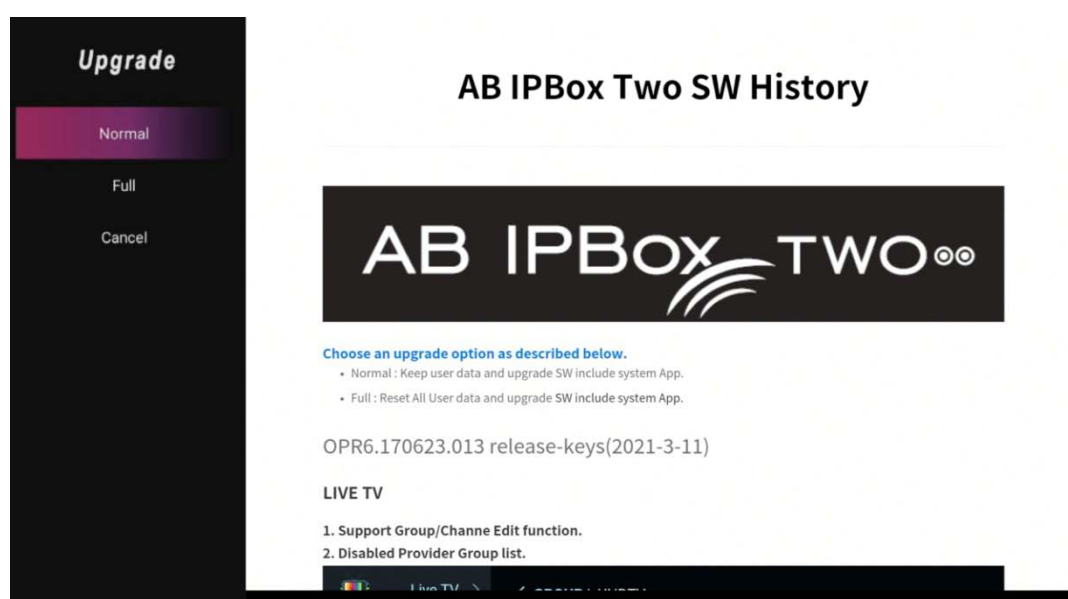 Upgrade
Normal
Full
Cancel
AB IPBox Two SW History
AB IPBox TWO
Choose an upgrade option as described below.
• Normal : Keep user data and upgrade SW include system App.
• Full : Reset All User data and upgrade SW include system App.
OPR6.170623.013 release-keys(2021-3-11)
LIVE TV
1. Support Group/Channe Edit function.
2. Disabled Provider Group list.
Live TV >